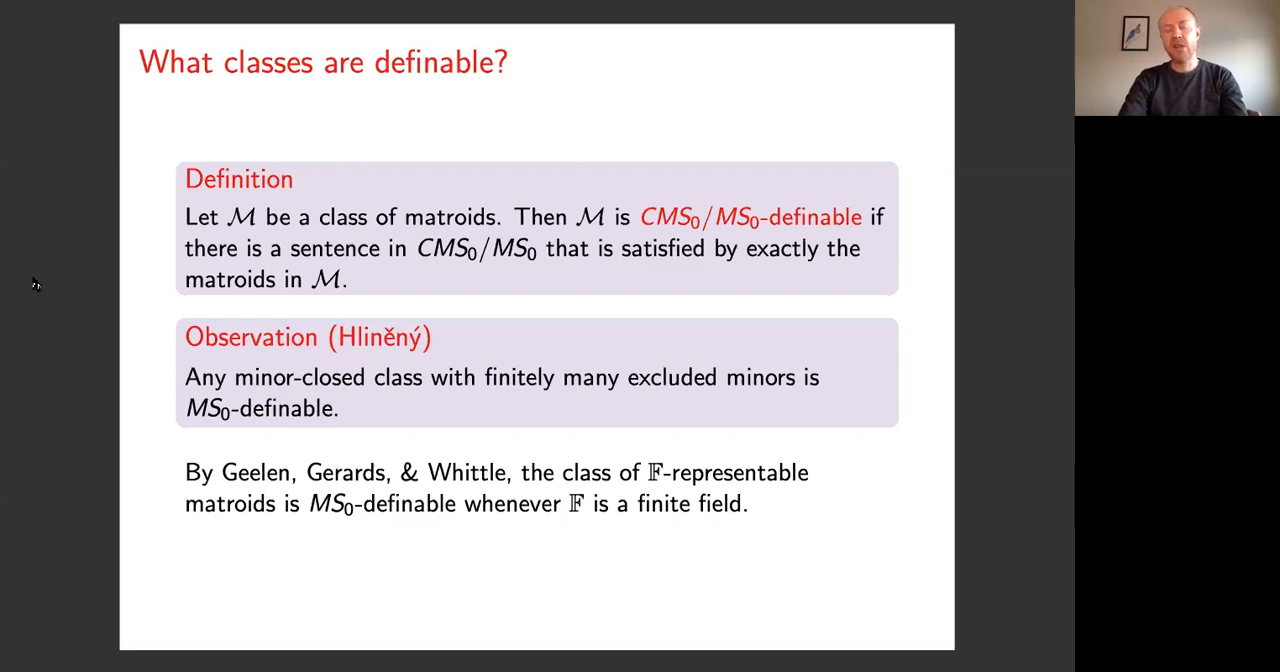 What classes are definable?
Definition
Let ℳ be a class of matroids. Then ℳ is CMS₀/MS₀-definable if
there is a sentence in CMS₀/MS₀ that is satisfied by exactly the
matroids in ℳ.
Observation (Hliněný)
Any minor-closed class with finitely many excluded minors is
MS₀-definable.
By Geelen, Gerards, & Whittle, the class of 𝔽-representable
matroids is MS₀-definable whenever 𝔽 is a finite field.